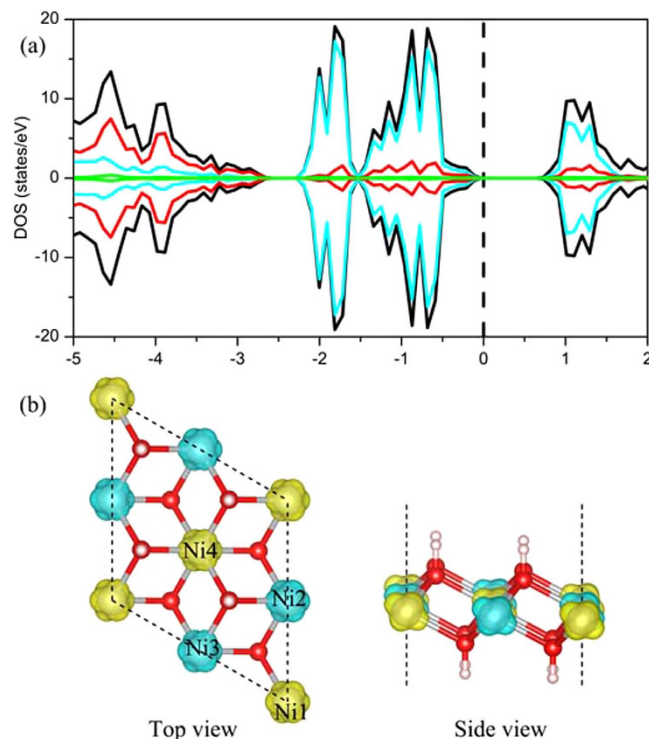 (a)
20
10
0
-10
-20
DOS (states/eV)
-5 -4 -3 -2 -1 0 1 2
(b)
Ni4
Ni2
Ni3
Ni1
Top view Side view